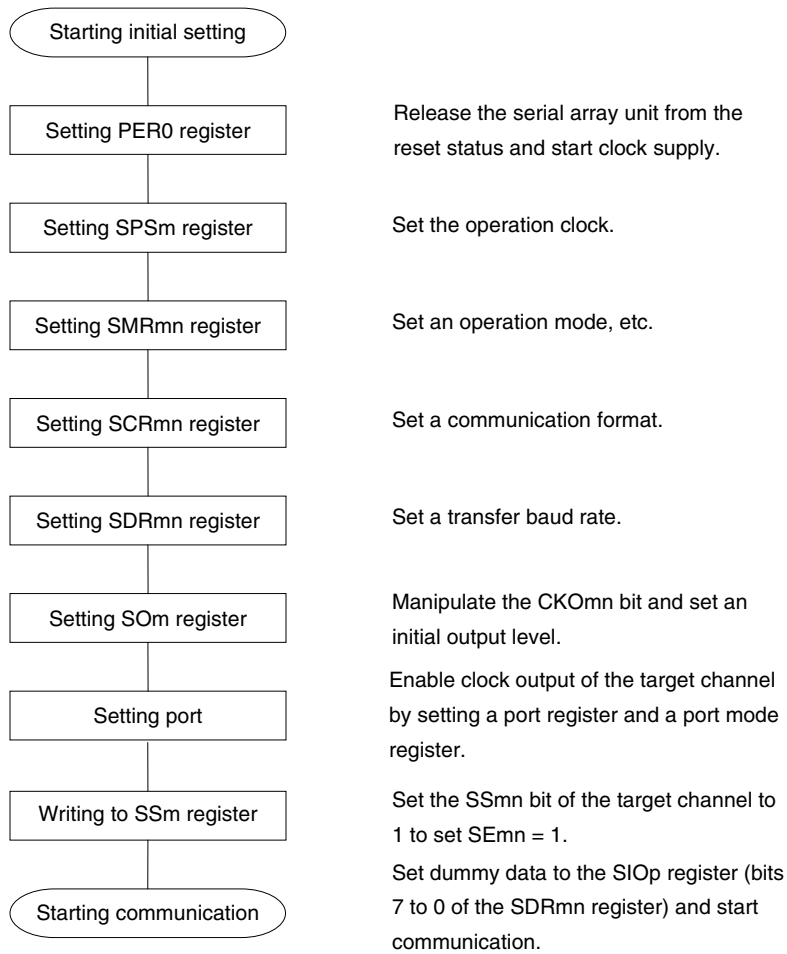 Starting initial setting
Setting PER0 register
Release the serial array unit from the
reset status and start clock supply.
Setting SPSm register
Set the operation clock.
Setting SMRmn register
Set an operation mode, etc.
Setting SCRmn register
Set a communication format.
Setting SDRmn register
Set a transfer baud rate.
Setting SOm register
Manipulate the CKOmn bit and set an
initial output level.
Setting port
Enable clock output of the target channel
by setting a port register and a port mode
register.
Writing to SSm register
Set the SSmn bit of the target channel to
1 to set SEmn = 1.
Starting communication
Set dummy data to the SIOp register (bits
7 to 0 of the SDRmn register) and start
communication.